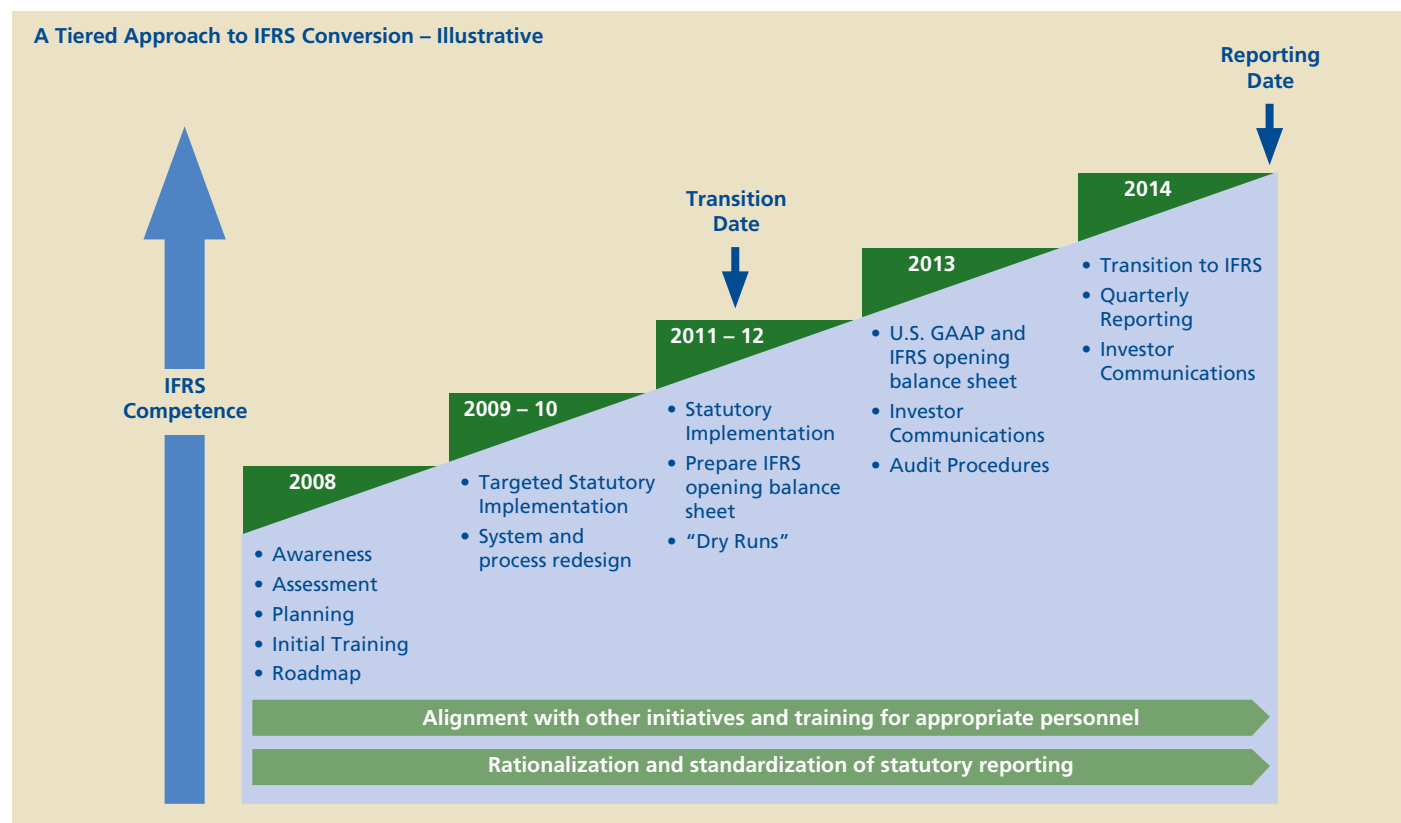 A Tiered Approach to IFRS Conversion – Illustrative
Reporting
Date
Transition
Date
IFRS
Competence
2008
• Awareness
• Assessment
• Planning
• Initial Training
• Roadmap
2009 – 10
• Targeted Statutory
Implementation
• System and
process redesign
2011 – 12
• Statutory
Implementation
• Prepare IFRS
opening balance
sheet
• “Dry Runs”
2013
• U.S. GAAP and
IFRS opening
balance sheet
• Investor
Communications
• Audit Procedures
2014
• Transition to IFRS
• Quarterly
Reporting
• Investor
Communications
Alignment with other initiatives and training for appropriate personnel
Rationalization and standardization of statutory reporting